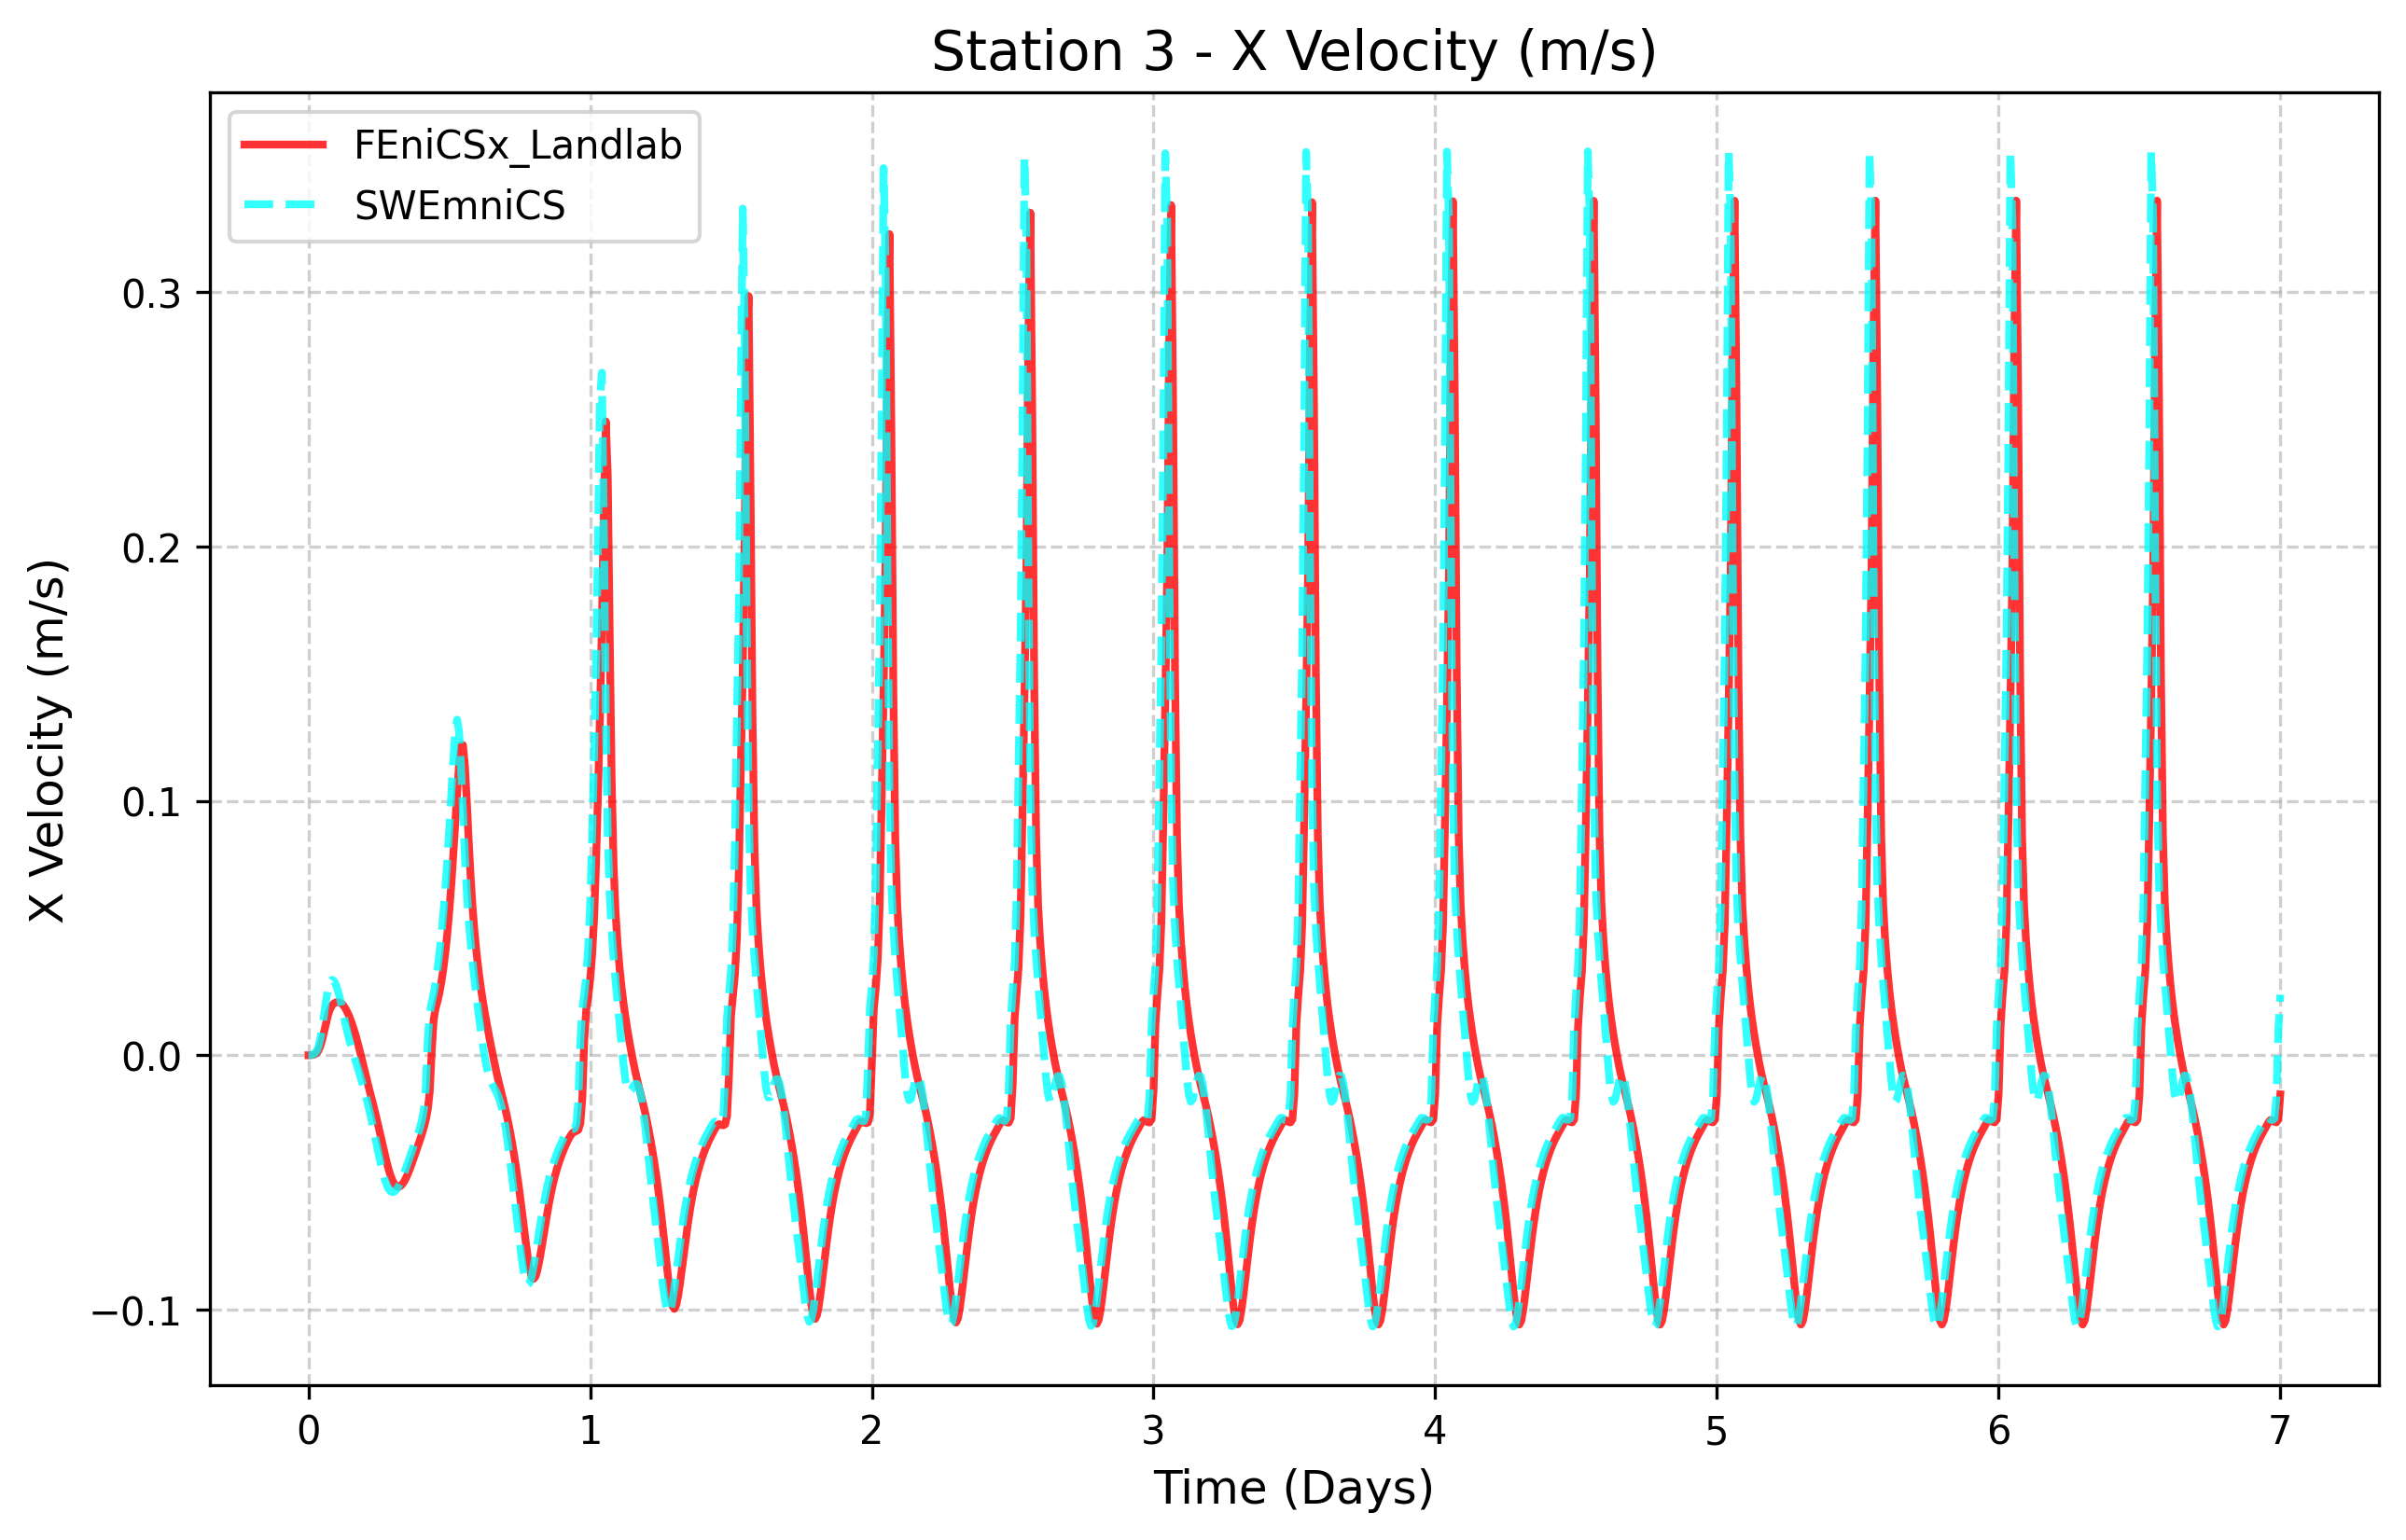 Station 3 - X Velocity (m/s)
FEniCSx_Landlab
SWEmniCS
X Velocity (m/s)
0.3
0.2
0.1
0.0
−0.1
0 1 2 3 4 5 6 7
Time (Days)